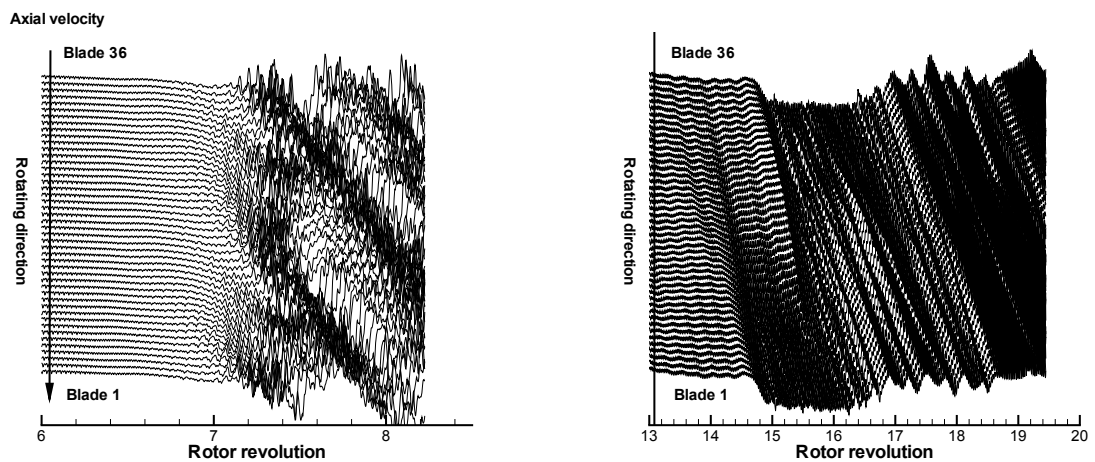 Axial velocity
Blade 36
Rotating direction
Blade 1
6 7 8
Rotor revolution
Blade 36
Rotating direction
Blade 1
13 14 15 16 17 18 19 20
Rotor revolution